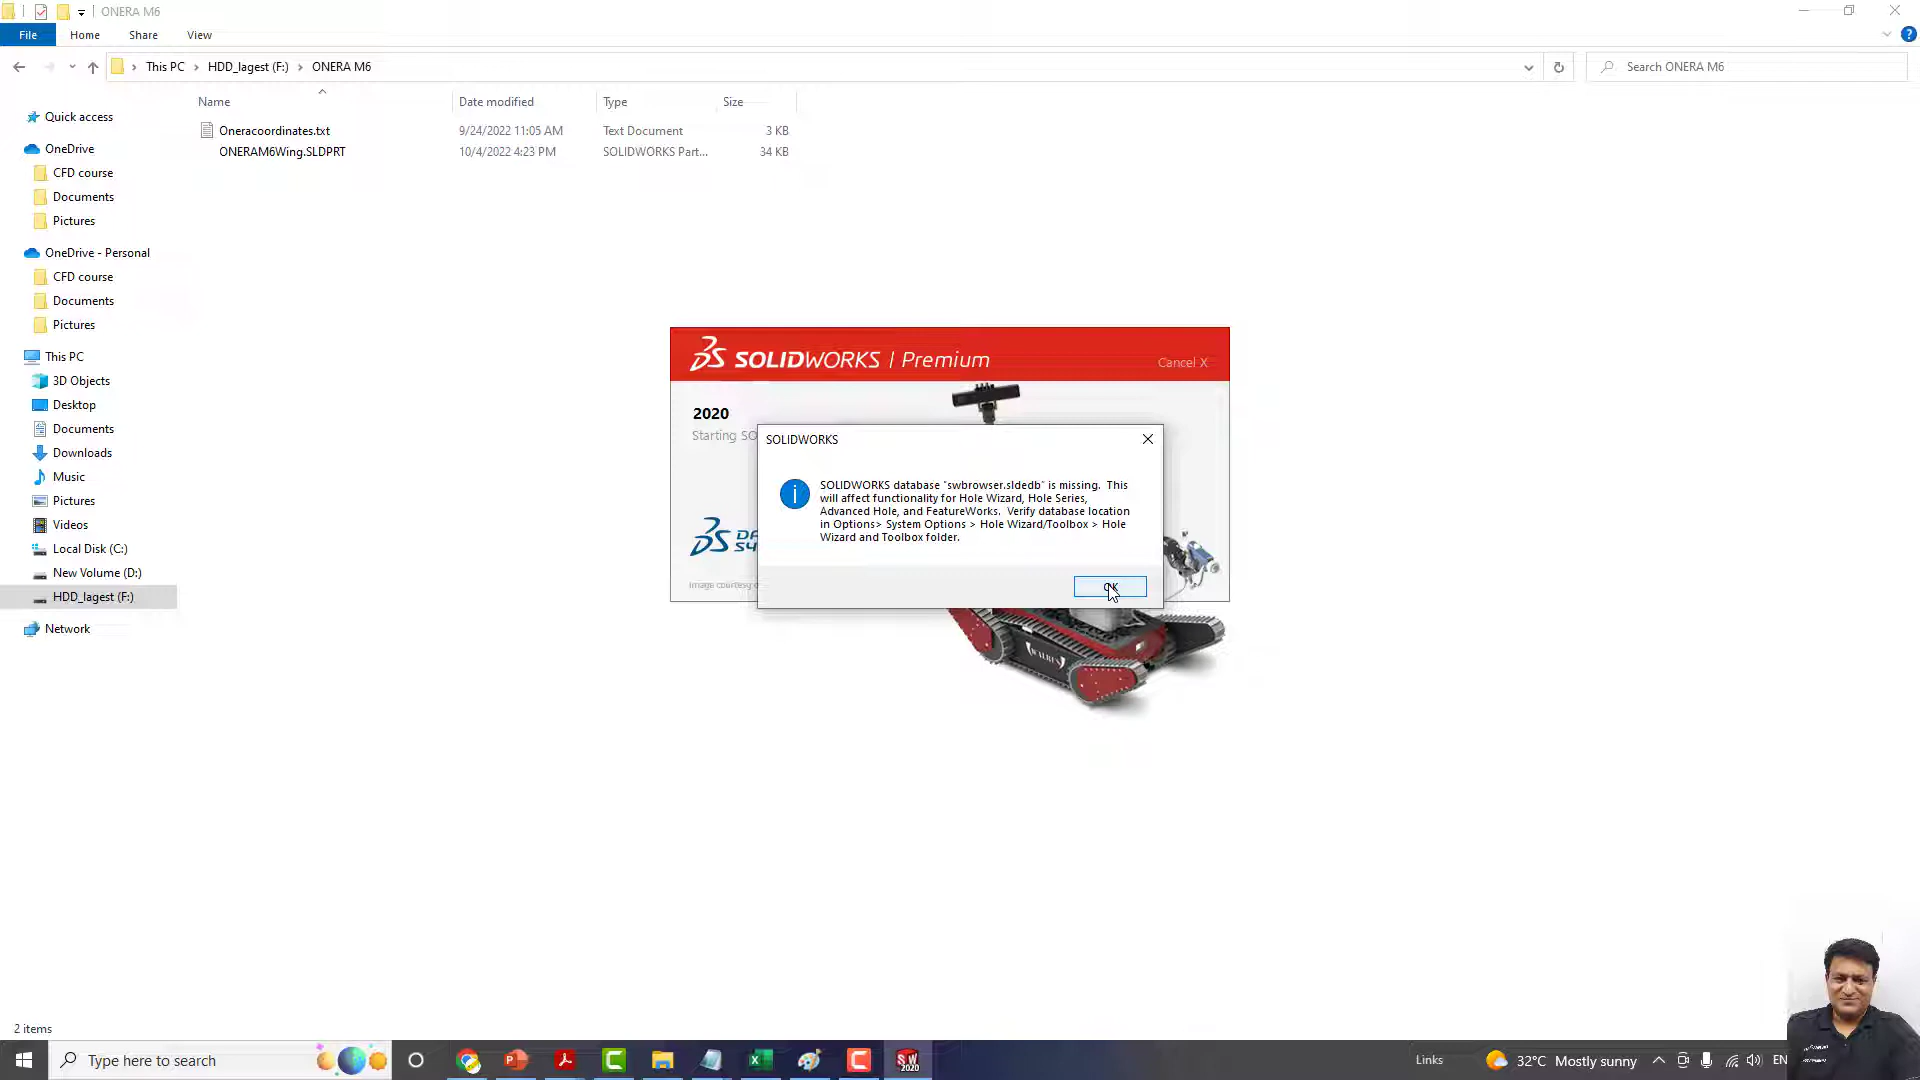 ONERA M6
File Home Share View
This PC > HDD_lagest (F:) > ONERA M6
Search ONERA M6
Name Date modified Type Size
Oneracoordinates.txt 9/24/2022 11:05 AM Text Document 3 KB
ONERAM6Wing.SLDPRT 10/4/2022 4:23 PM SOLIDWORKS Part... 34 KB
Quick access
OneDrive
CFD course
Documents
Pictures
OneDrive - Personal
CFD course
Documents
Pictures
This PC
3D Objects
Desktop
Documents
Downloads
Music
Pictures
Videos
Local Disk (C:)
New Volume (D:)
HDD_lagest (F:)
Network
SOLIDWORKS | Premium
Cancel X
2020
Starting SO
SOLIDWORKS
SOLIDWORKS database "swbrowser.sldedb" is missing. This
will affect functionality for Hole Wizard, Hole Series,
Advanced Hole, and FeatureWorks. Verify database location
in Options> System Options > Hole Wizard/Toolbox > Hole
Wizard and Toolbox folder.
OK
Image courtesy o
2 items
Type here to search
SW
2020
Links
32°C Mostly sunny
EN